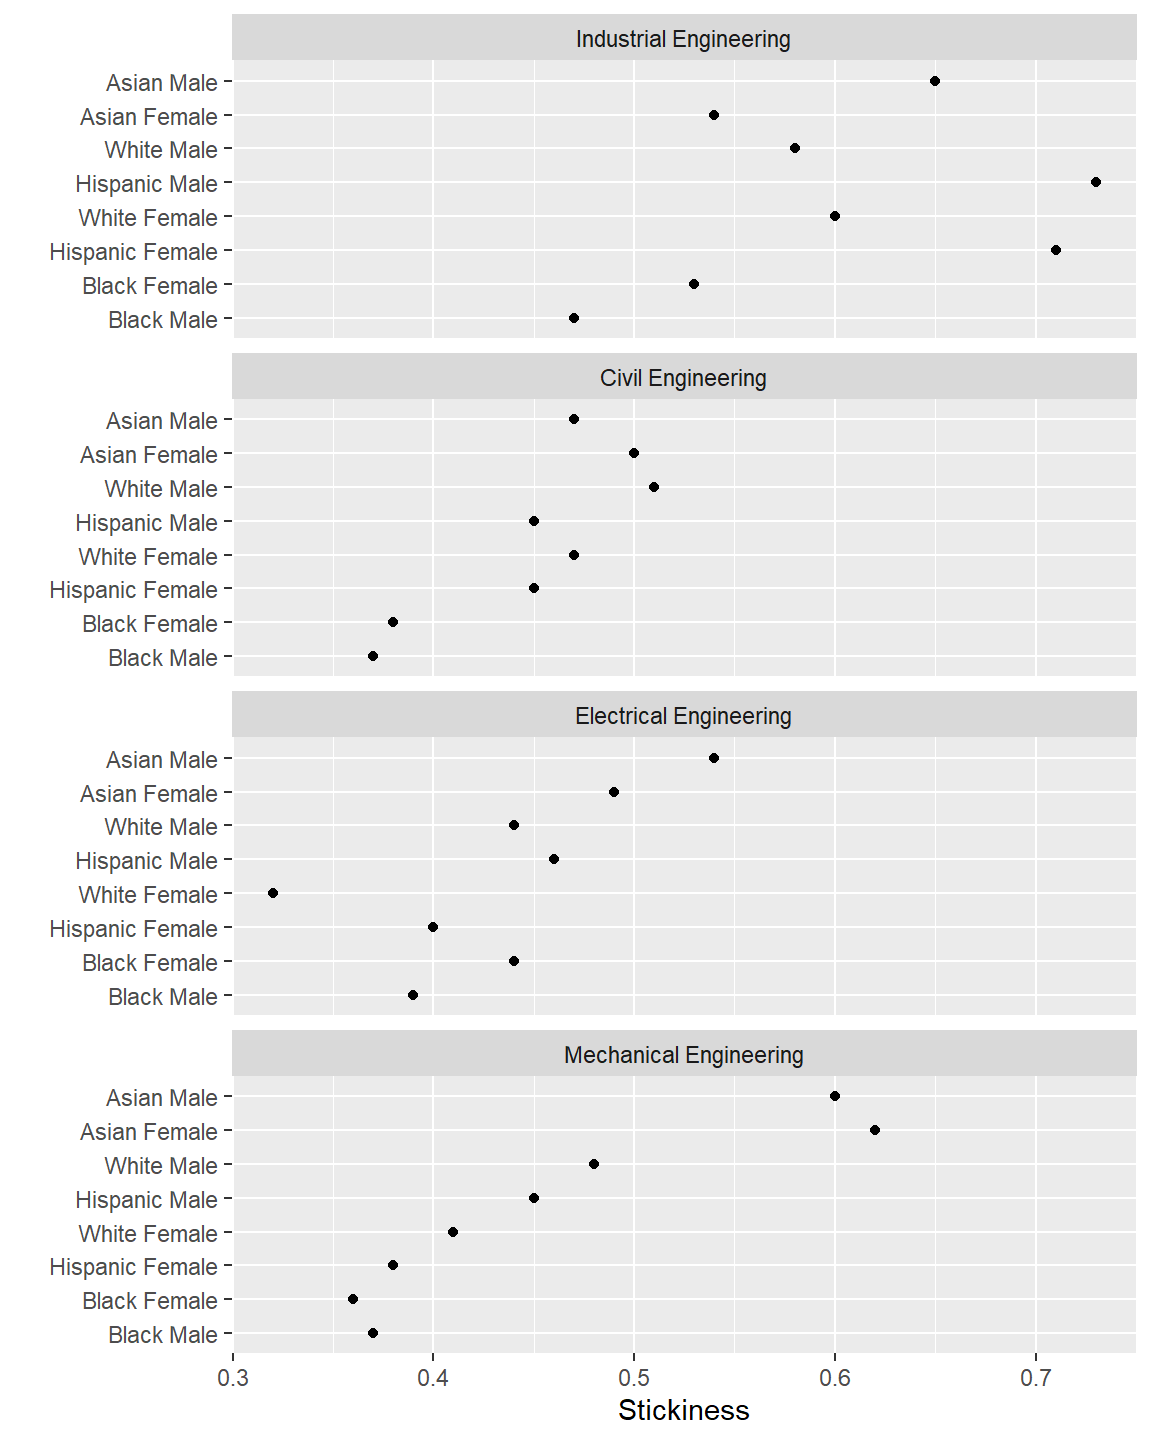 Industrial Engineering
Asian Male
Asian Female
White Male
Hispanic Male
White Female
Hispanic Female
Black Female
Black Male
Civil Engineering
Asian Male
Asian Female
White Male
Hispanic Male
White Female
Hispanic Female
Black Female
Black Male
Electrical Engineering
Asian Male
Asian Female
White Male
Hispanic Male
White Female
Hispanic Female
Black Female
Black Male
Mechanical Engineering
Asian Male
Asian Female
White Male
Hispanic Male
White Female
Hispanic Female
Black Female
Black Male
0.3 0.4 0.5 0.6 0.7
Stickiness